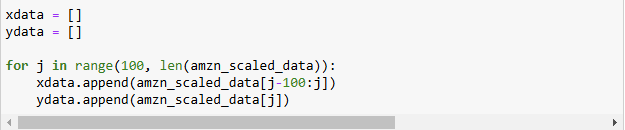 xdata = []
ydata = []
for j in range(100, len(amzn_scaled_data)):
    xdata.append(amzn_scaled_data[j-100:j])
    ydata.append(amzn_scaled_data[j])